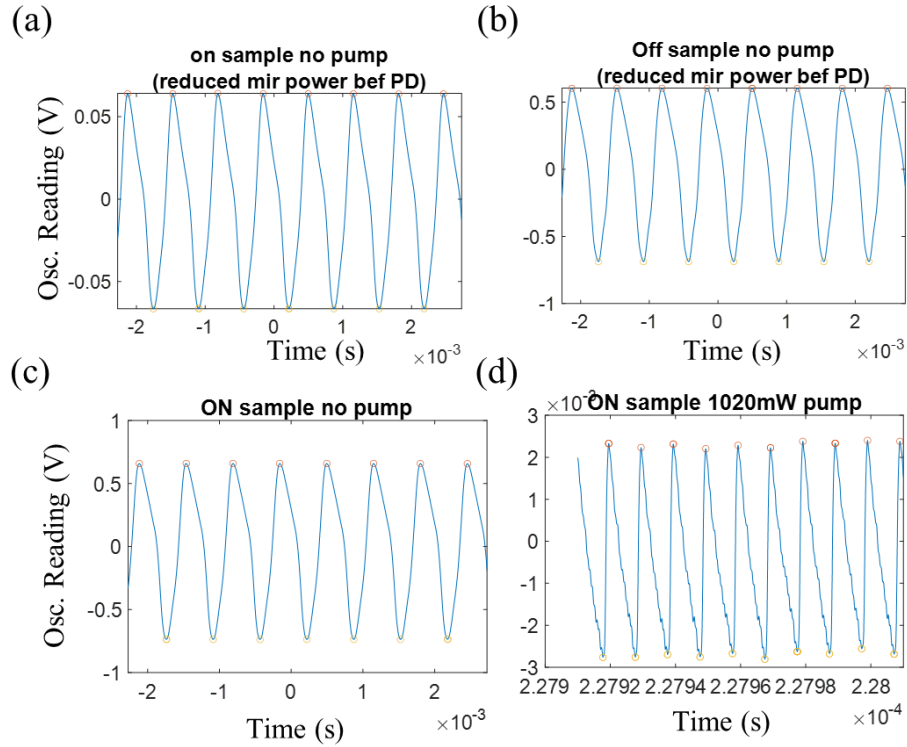 (a)
on sample no pump
(reduced mir power bef PD)
Osc. Reading (V)
0.05
0
-0.05
-2 -1 0 1 2
Time (s)
×10⁻³
(b)
Off sample no pump
(reduced mir power bef PD)
0.5
0
-0.5
-1
-2 -1 0 1 2
Time (s)
×10⁻³
(c)
ON sample no pump
Osc. Reading (V)
1
0.5
0
-0.5
-1
-2 -1 0 1 2
Time (s)
×10⁻³
(d)
ON sample 1020mW pump
3
2
1
0
-1
-2
-3
2.279 2.2792 2.2794 2.2796 2.2798 2.28
Time (s)
×10⁻⁴